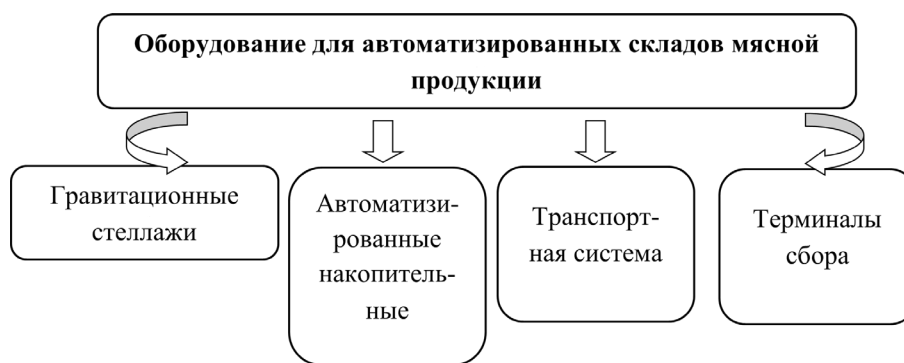 Оборудование для автоматизированных складов мясной
продукции
Гравитационные
стеллажи
Автоматизи-
рованные
накопитель-
ные
Транспорт-
ная система
Терминалы
сбора